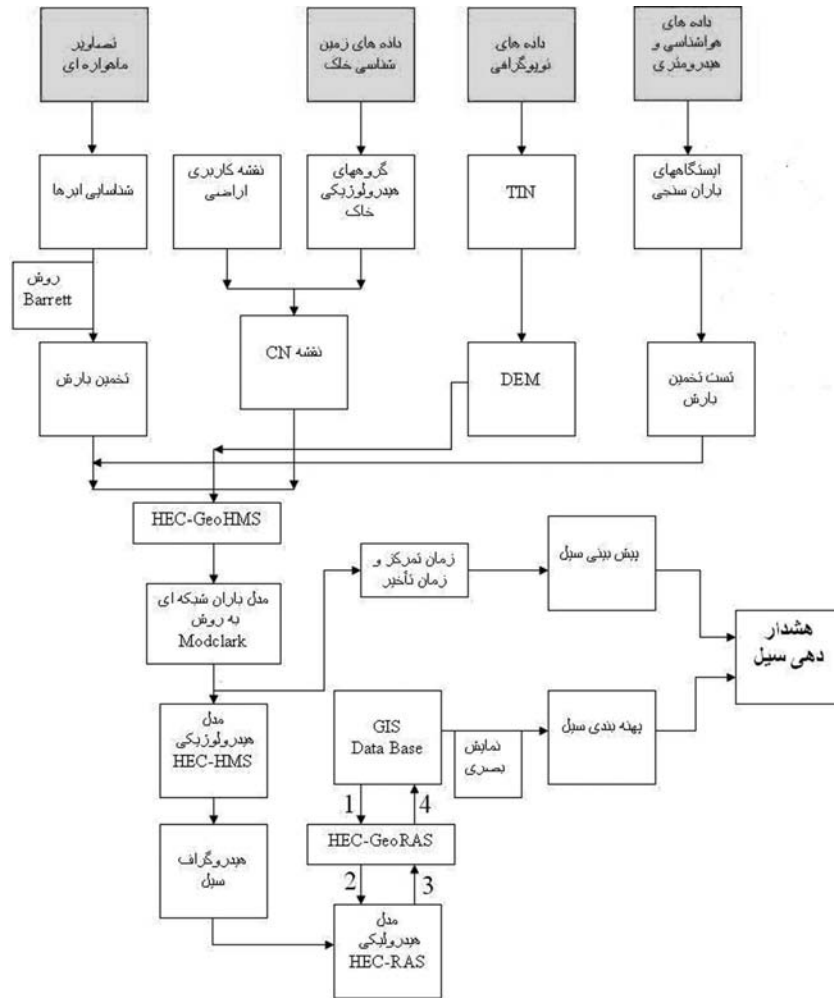 تصاویر
ماهواره ای
داده های زمین
شناسی خاک
داده های
توپوگرافی
داده های
هواشناسی و
هیدرومتری
شناسایی ابرها
نقشه کاربری
اراضی
گروههای
هیدرولوژیکی
خاک
TIN
ایستگاههای
باران سنجی
روش
Barrett
تخمین بارش
نقشه CN
DEM
تست تخمین
بارش
HEC-GeoHMS
مدل باران شبکه ای
به روش
Modclark
زمان تمرکز و
زمان تأخیر
پیش بینی سیل
هشدار
دهی سیل
مدل
هیدرولوژیکی
HEC-HMS
GIS
Data Base
نمایش
بصری
پهنه بندی سیل
1
4
HEC-GeoRAS
2
3
هیدروگراف
سیل
مدل
هیدرولیکی
HEC-RAS